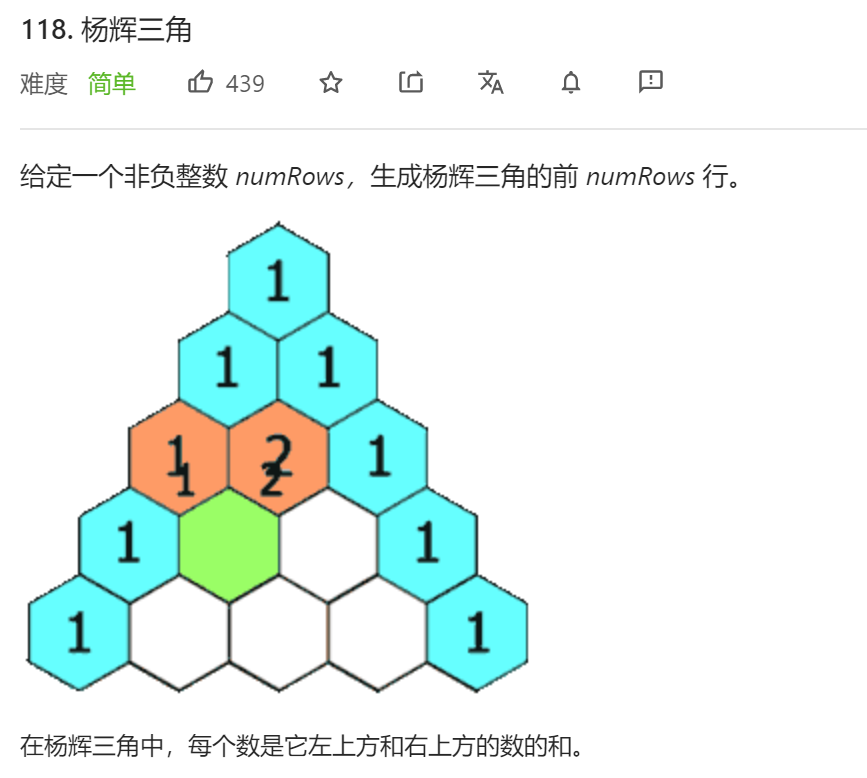 118. 杨辉三角
难度 简单 439
给定一个非负整数 numRows，生成杨辉三角的前 numRows 行。
1
1 1
1 2 1
1 2
1 1
1 1
在杨辉三角中，每个数是它左上方和右上方的数的和。